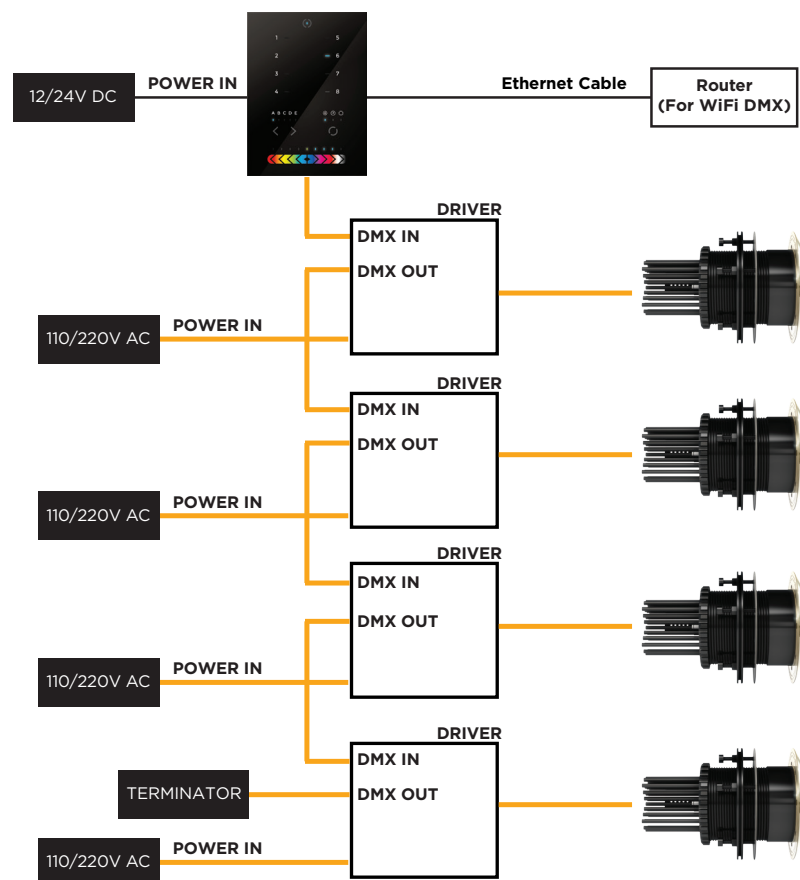 1 5
2 6
3 7
4 8
A B C D E
12/24V DC
POWER IN
Ethernet Cable
Router
(For WiFi DMX)
DRIVER
DMX IN
DMX OUT
110/220V AC
POWER IN
DRIVER
DMX IN
DMX OUT
110/220V AC
POWER IN
DRIVER
DMX IN
DMX OUT
110/220V AC
POWER IN
DRIVER
DMX IN
TERMINATOR
DMX OUT
110/220V AC
POWER IN